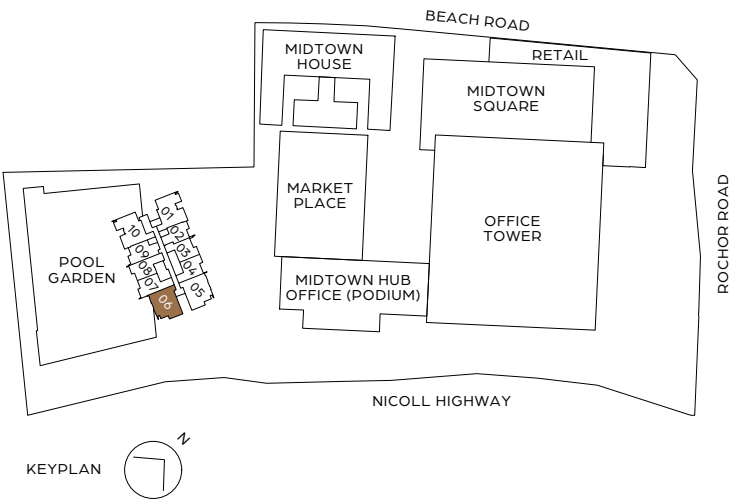 BEACH ROAD
MIDTOWN
HOUSE
RETAIL
MIDTOWN
SQUARE
MARKET
PLACE
OFFICE
TOWER
ROCHOR ROAD
01
02
03
04
05
10
09
08
07
06
POOL
GARDEN
MIDTOWN HUB
OFFICE (PODIUM)
NICOLL HIGHWAY
N
KEYPLAN